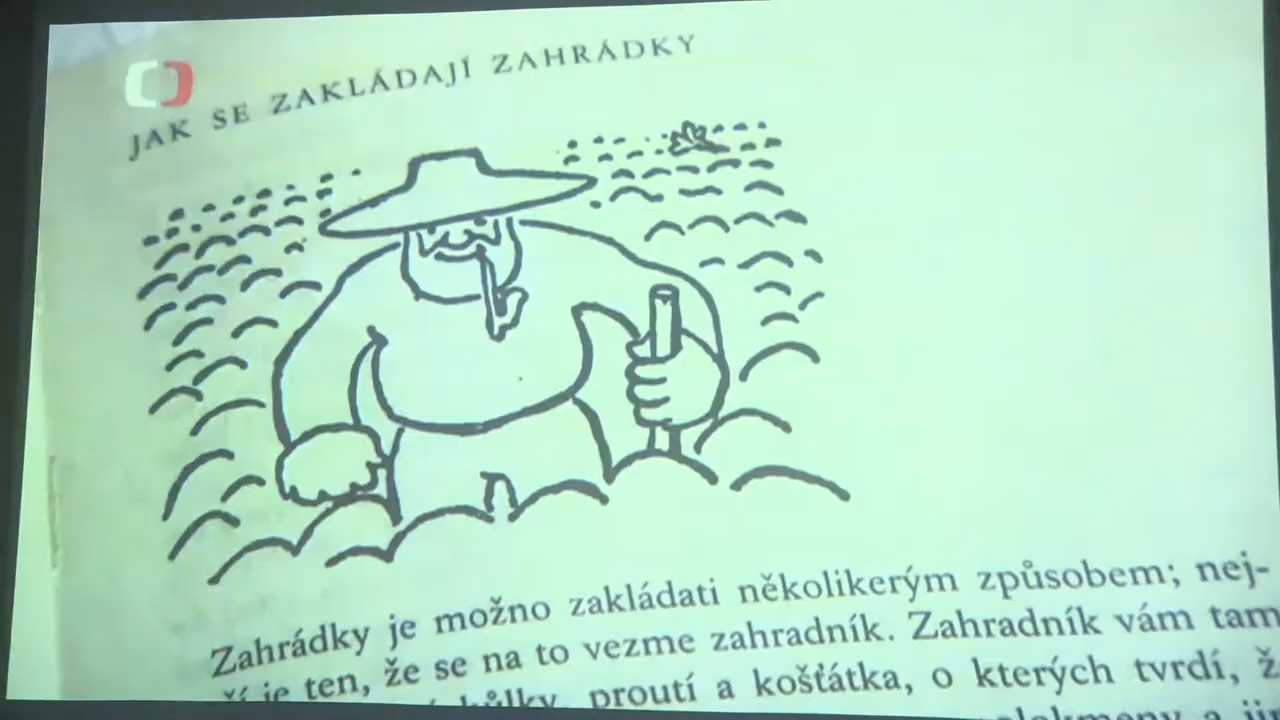 JAK SE ZAKLÁDAJÍ ZAHRÁDKY
Zahrádky je možno zakládati několikerým způsobem; nej-
je ten, že se na to vezme zahradník. Zahradník vám tam
proutí a košťátka, o kterých tvrdí, ž